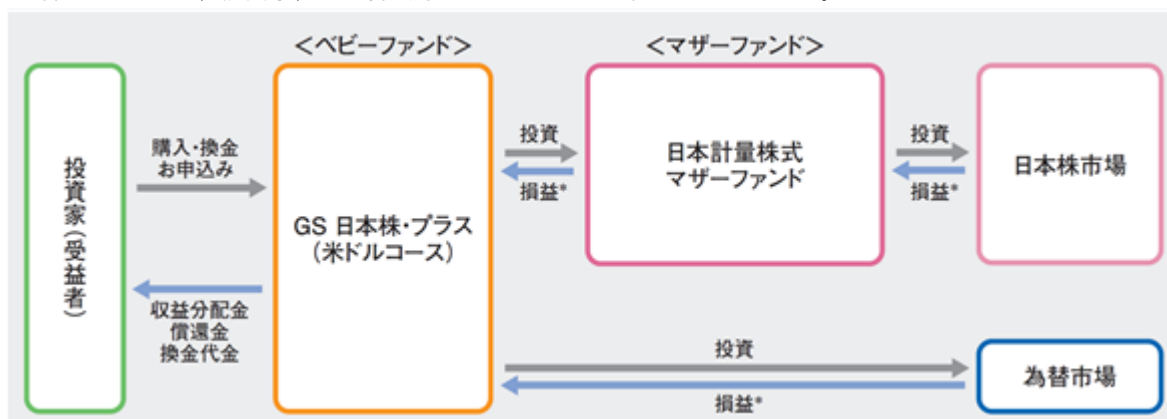 ＜ベビーファンド＞
＜マザーファンド＞
投資家（受益者）
購入・換金
お申込み
収益分配金
償還金
換金代金
GS 日本株・プラス
（米ドルコース）
投資
損益*
日本計量株式
マザーファンド
投資
損益*
日本株市場
投資
損益*
為替市場